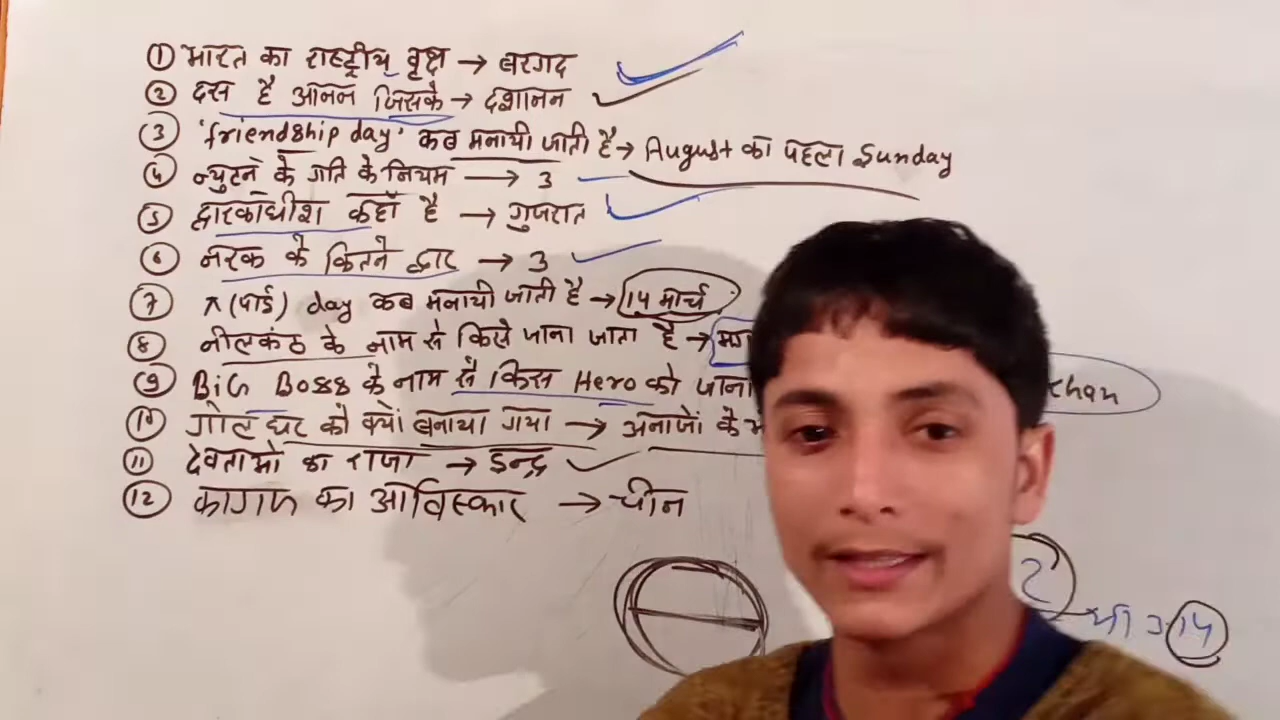 ① भारत का राष्ट्रीय वृक्ष → बरगद
② दस है आनन जिसके → दशानन
③ 'friendship day' कब मनायी जाती है → August का पहला Sunday
④ न्युटन के गति के नियम → 3
⑤ द्वारकाधीश कहाँ है → गुजरात
⑥ नरक के कितने द्वार → 3
⑦ π (पाई) day कब मनायी जाती है → 14 मार्च
⑧ नीलकंठ के नाम से किसे जाना जाता है →
⑨ BiG Boss के नाम से किस Hero को जाना
⑩ गोल घर को क्यों बनाया गया → अनाजों के
⑪ देवताओं का राजा → इन्द्र
⑫ कागज का आविस्कार → चीन
2
14